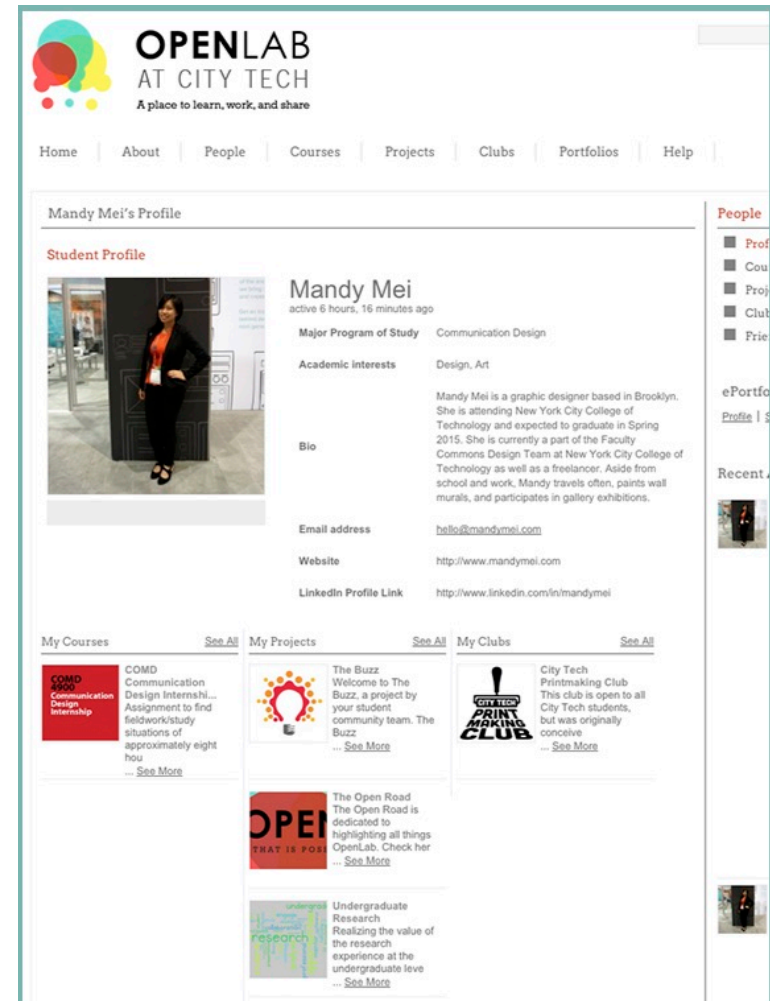 OPENLAB
AT CITY TECH
A place to learn, work, and share
Home
About
People
Courses
Projects
Clubs
Portfolios
Help
Mandy Mei's Profile
Student Profile
Mandy Mei
active 6 hours, 16 minutes ago
Major Program of Study Communication Design
Academic interests Design, Art
Bio
Mandy Mei is a graphic designer based in Brooklyn.
She is attending New York City College of
Technology and expected to graduate in Spring
2015. She is currently a part of the Faculty
Commons Design Team at New York City College of
Technology as well as a freelancer. Aside from
school and work, Mandy travels often, paints wall
murals, and participates in gallery exhibitions.
Email address hello@mandymei.com
Website http://www.mandymei.com
LinkedIn Profile Link http://www.linkedin.com/in/mandymei
My Courses See All
COMD
4900
Communication
Design
Internship
COMD
Communication
Design Internshi...
Assignment to find
fieldwork/study
situations of
approximately eight
hou
... See More
My Projects See All
The Buzz
Welcome to The
Buzz, a project by
your student
community team. The
Buzz
... See More
OPEN
THAT IS POSI
The Open Road
The Open Road is
dedicated to
highlighting all things
OpenLab. Check her
... See More
undergrad
research
Undergraduate
Research
Realizing the value of
the research
experience at the
undergraduate leve
... See More
My Clubs See All
CITY TECH
PRINT
MAKING
CLUB
City Tech
Printmaking Club
This club is open to all
City Tech students,
but was originally
conceive
... See More
People
Prof
Cou
Proj
Club
Frie
ePortfo
Profile | S
Recent A